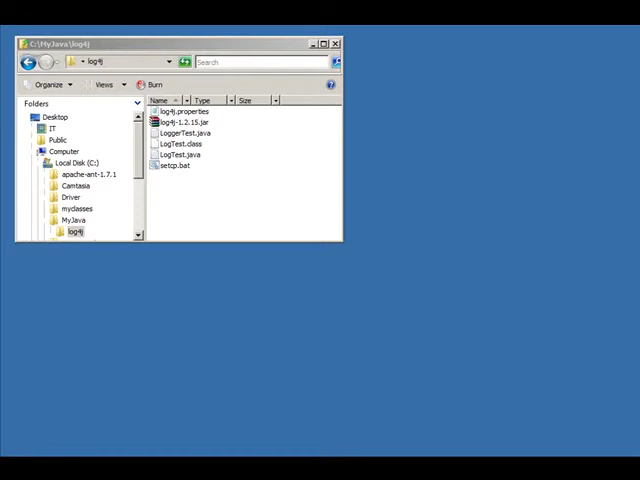 C:\MyJava\log4j
log4j
Search
Organize
Views
Burn
Folders
Name
Type
Size
Desktop
IT
Public
Computer
Local Disk (C:)
apache-ant-1.7.1
Camtasia
Driver
myclasses
MyJava
log4j
log4j.properties
log4j-1.2.15.jar
LoggerTest.java
LogTest.class
LogTest.java
setcp.bat